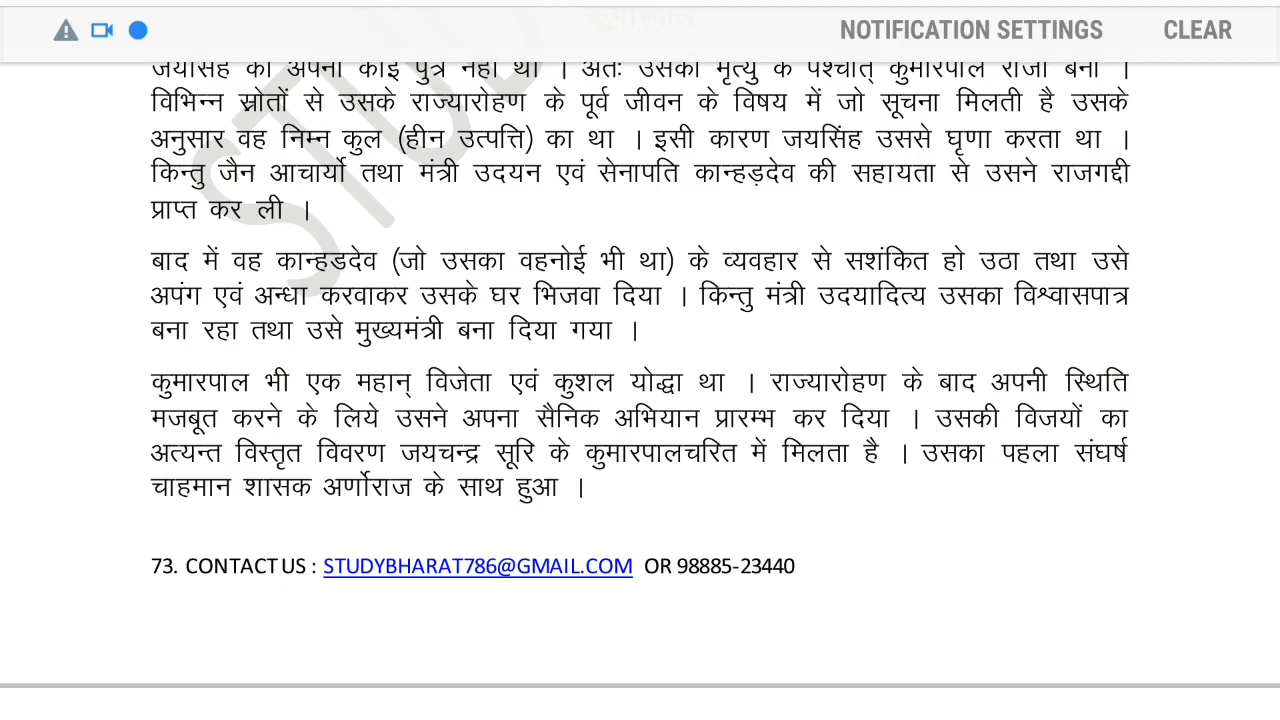 कुमारपाल
NOTIFICATION SETTINGS CLEAR
जयसिंह का अपना कोई पुत्र नहीं था । अतः उसकी मृत्यु के पश्चात् कुमारपाल राजा बना ।
विभिन्न स्रोतों से उसके राज्यारोहण के पूर्व जीवन के विषय में जो सूचना मिलती है उसके
अनुसार वह निम्न कुल (हीन उत्पत्ति) का था । इसी कारण जयसिंह उससे घृणा करता था ।
किन्तु जैन आचार्यो तथा मंत्री उदयन एवं सेनापति कान्हड़देव की सहायता से उसने राजगद्दी
प्राप्त कर ली ।
बाद में वह कान्हडदेव (जो उसका वहनोई भी था) के व्यवहार से सशंकित हो उठा तथा उसे
अपंग एवं अन्धा करवाकर उसके घर भिजवा दिया । किन्तु मंत्री उदयादित्य उसका विश्वासपात्र
बना रहा तथा उसे मुख्यमंत्री बना दिया गया ।
कुमारपाल भी एक महान् विजेता एवं कुशल योद्धा था । राज्यारोहण के बाद अपनी स्थिति
मजबूत करने के लिये उसने अपना सैनिक अभियान प्रारम्भ कर दिया । उसकी विजयों का
अत्यन्त विस्तृत विवरण जयचन्द्र सूरि के कुमारपालचरित में मिलता है । उसका पहला संघर्ष
चाहमान शासक अर्णोराज के साथ हुआ ।
73. CONTACT US : STUDYBHARAT786@GMAIL.COM OR 98885-23440